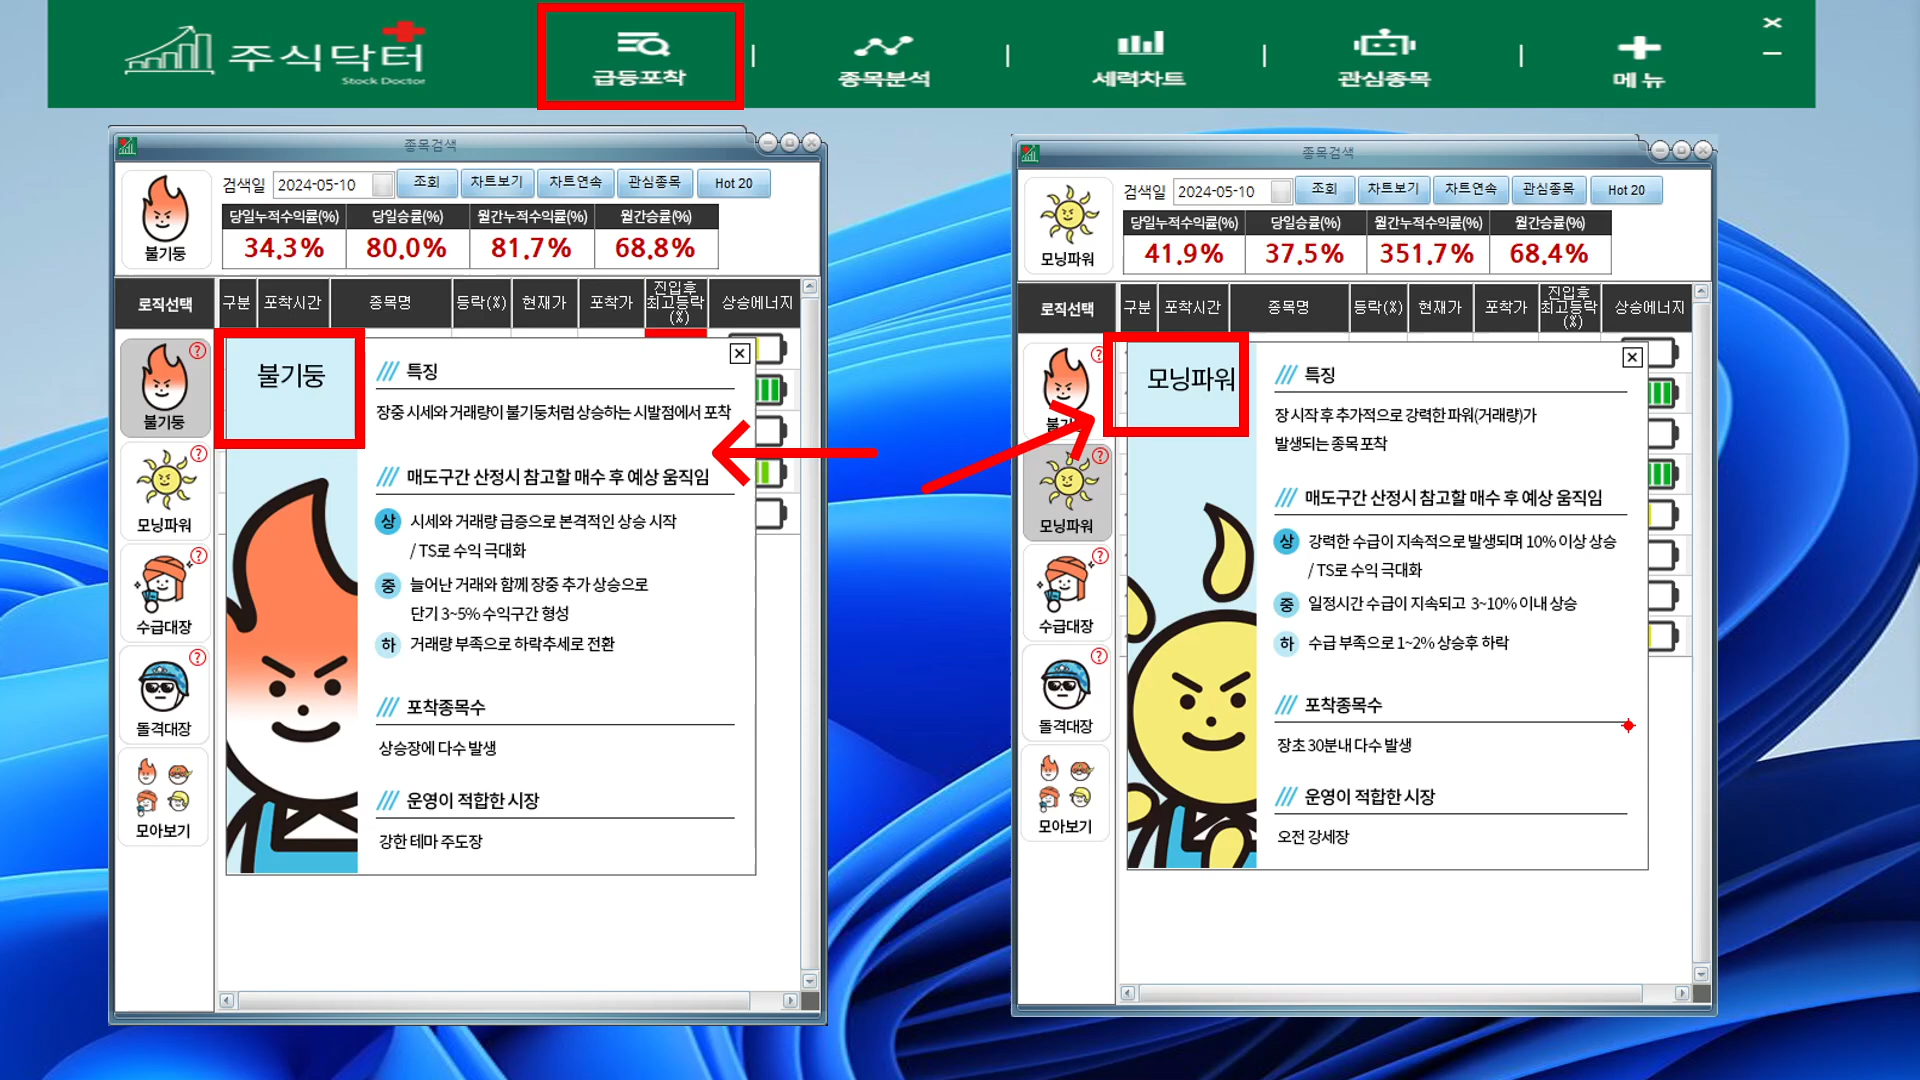 주식닥터
Stock Doctor
급등포착
종목분석
세력차트
관심종목
메뉴
종목검색
불기둥
검색일
2024-05-10
조회
차트보기
차트연속
관심종목
Hot 20
당일누적수익률(%)
당일승률(%)
월간누적수익률(%)
월간승률(%)
34.3%
80.0%
81.7%
68.8%
로직선택
구분
포착시간
종목명
등락(%)
현재가
포착가
진입후
최고등락
(%)
상승에너지
불기둥
모닝파워
수급대장
돌격대장
모아보기
불기둥
특징
장중 시세와 거래량이 불기둥처럼 상승하는 시발점에서 포착
매도구간 산정시 참고할 매수 후 예상 움직임
상 시세와 거래량 급증으로 본격적인 상승 시작
/ TS로 수익 극대화
중 늘어난 거래와 함께 장중 추가 상승으로
단기 3~5% 수익구간 형성
하 거래량 부족으로 하락추세로 전환
포착종목수
상승장에 다수 발생
운영이 적합한 시장
강한 테마 주도장
종목검색
모닝파워
검색일
2024-05-10
조회
차트보기
차트연속
관심종목
Hot 20
당일누적수익률(%)
당일승률(%)
월간누적수익률(%)
월간승률(%)
41.9%
37.5%
351.7%
68.4%
로직선택
구분
포착시간
종목명
등락(%)
현재가
포착가
진입후
최고등락
(%)
상승에너지
모닝파워
수급대장
돌격대장
모아보기
모닝파워
특징
장 시작 후 추가적으로 강력한 파워(거래량)가
발생되는 종목 포착
매도구간 산정시 참고할 매수 후 예상 움직임
상 강력한 수급이 지속적으로 발생되며 10% 이상 상승
/ TS로 수익 극대화
중 일정시간 수급이 지속되고 3~10% 이내 상승
하 수급 부족으로 1~2% 상승후 하락
포착종목수
장초 30분내 다수 발생
운영이 적합한 시장
오전 강세장